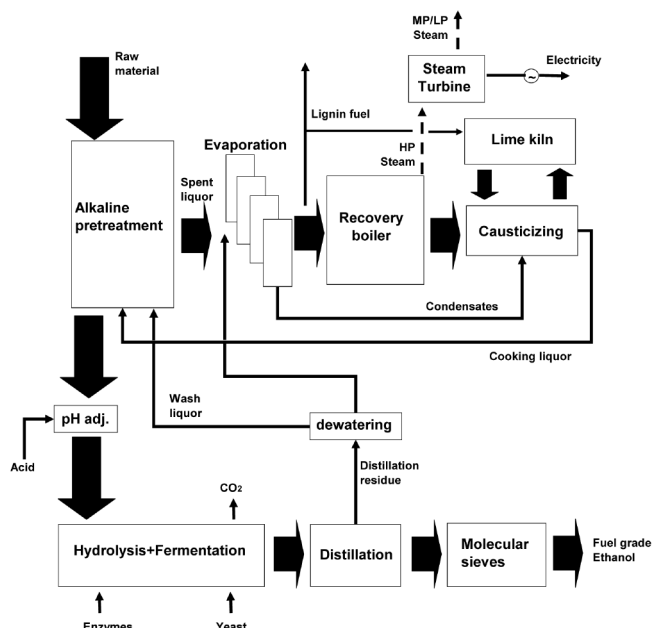 MP/LP
Steam
Raw
material
Steam
Turbine
~
Electricity
Lignin fuel
Evaporation
HP
Steam
Lime kiln
Spent
liquor
Alkaline
pretreatment
Recovery
boiler
Causticizing
Condensates
Cooking liquor
Wash
liquor
pH adj.
dewatering
Acid
Distillation
residue
CO2
Hydrolysis+Fermentation
Distillation
Molecular
sieves
Fuel grade
Ethanol
Enzymes
Yeast